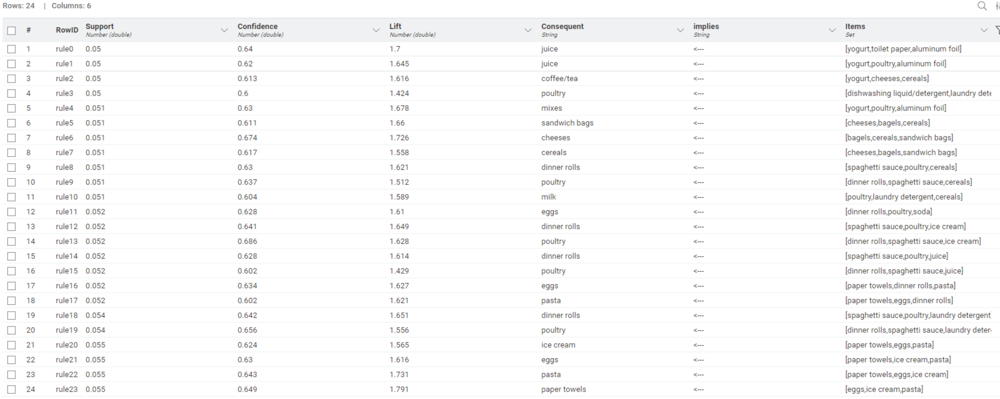 Rows: 24 | Columns: 6
# RowID Support Confidence Lift Consequent implies Items
Number (double) Number (double) Number (double) String String Set
1 rule0 0.05 0.64 1.7 juice <--- [yogurt,toilet paper,aluminum foil]
2 rule1 0.05 0.62 1.645 juice <--- [yogurt,poultry,aluminum foil]
3 rule2 0.05 0.613 1.616 coffee/tea <--- [yogurt,cheeses,cereals]
4 rule3 0.05 0.6 1.424 poultry <--- [dishwashing liquid/detergent,laundry dete
5 rule4 0.051 0.63 1.678 mixes <--- [yogurt,poultry,aluminum foil]
6 rule5 0.051 0.611 1.66 sandwich bags <--- [cheeses,bagels,cereals]
7 rule6 0.051 0.674 1.726 cheeses <--- [bagels,cereals,sandwich bags]
8 rule7 0.051 0.617 1.558 cereals <--- [cheeses,bagels,sandwich bags]
9 rule8 0.051 0.63 1.621 dinner rolls <--- [spaghetti sauce,poultry,cereals]
10 rule9 0.051 0.637 1.512 poultry <--- [dinner rolls,spaghetti sauce,cereals]
11 rule10 0.051 0.604 1.589 milk <--- [poultry,laundry detergent,cereals]
12 rule11 0.052 0.628 1.61 eggs <--- [dinner rolls,poultry,soda]
13 rule12 0.052 0.641 1.649 dinner rolls <--- [spaghetti sauce,poultry,ice cream]
14 rule13 0.052 0.686 1.628 poultry <--- [dinner rolls,spaghetti sauce,ice cream]
15 rule14 0.052 0.628 1.614 dinner rolls <--- [spaghetti sauce,poultry,juice]
16 rule15 0.052 0.602 1.429 poultry <--- [dinner rolls,spaghetti sauce,juice]
17 rule16 0.052 0.634 1.627 eggs <--- [paper towels,dinner rolls,pasta]
18 rule17 0.052 0.602 1.621 pasta <--- [paper towels,eggs,dinner rolls]
19 rule18 0.054 0.642 1.651 dinner rolls <--- [spaghetti sauce,poultry,laundry detergent]
20 rule19 0.054 0.656 1.556 poultry <--- [dinner rolls,spaghetti sauce,laundry deter
21 rule20 0.055 0.624 1.565 ice cream <--- [paper towels,eggs,pasta]
22 rule21 0.055 0.63 1.616 eggs <--- [paper towels,ice cream,pasta]
23 rule22 0.055 0.643 1.731 pasta <--- [paper towels,eggs,ice cream]
24 rule23 0.055 0.649 1.791 paper towels <--- [eggs,ice cream,pasta]